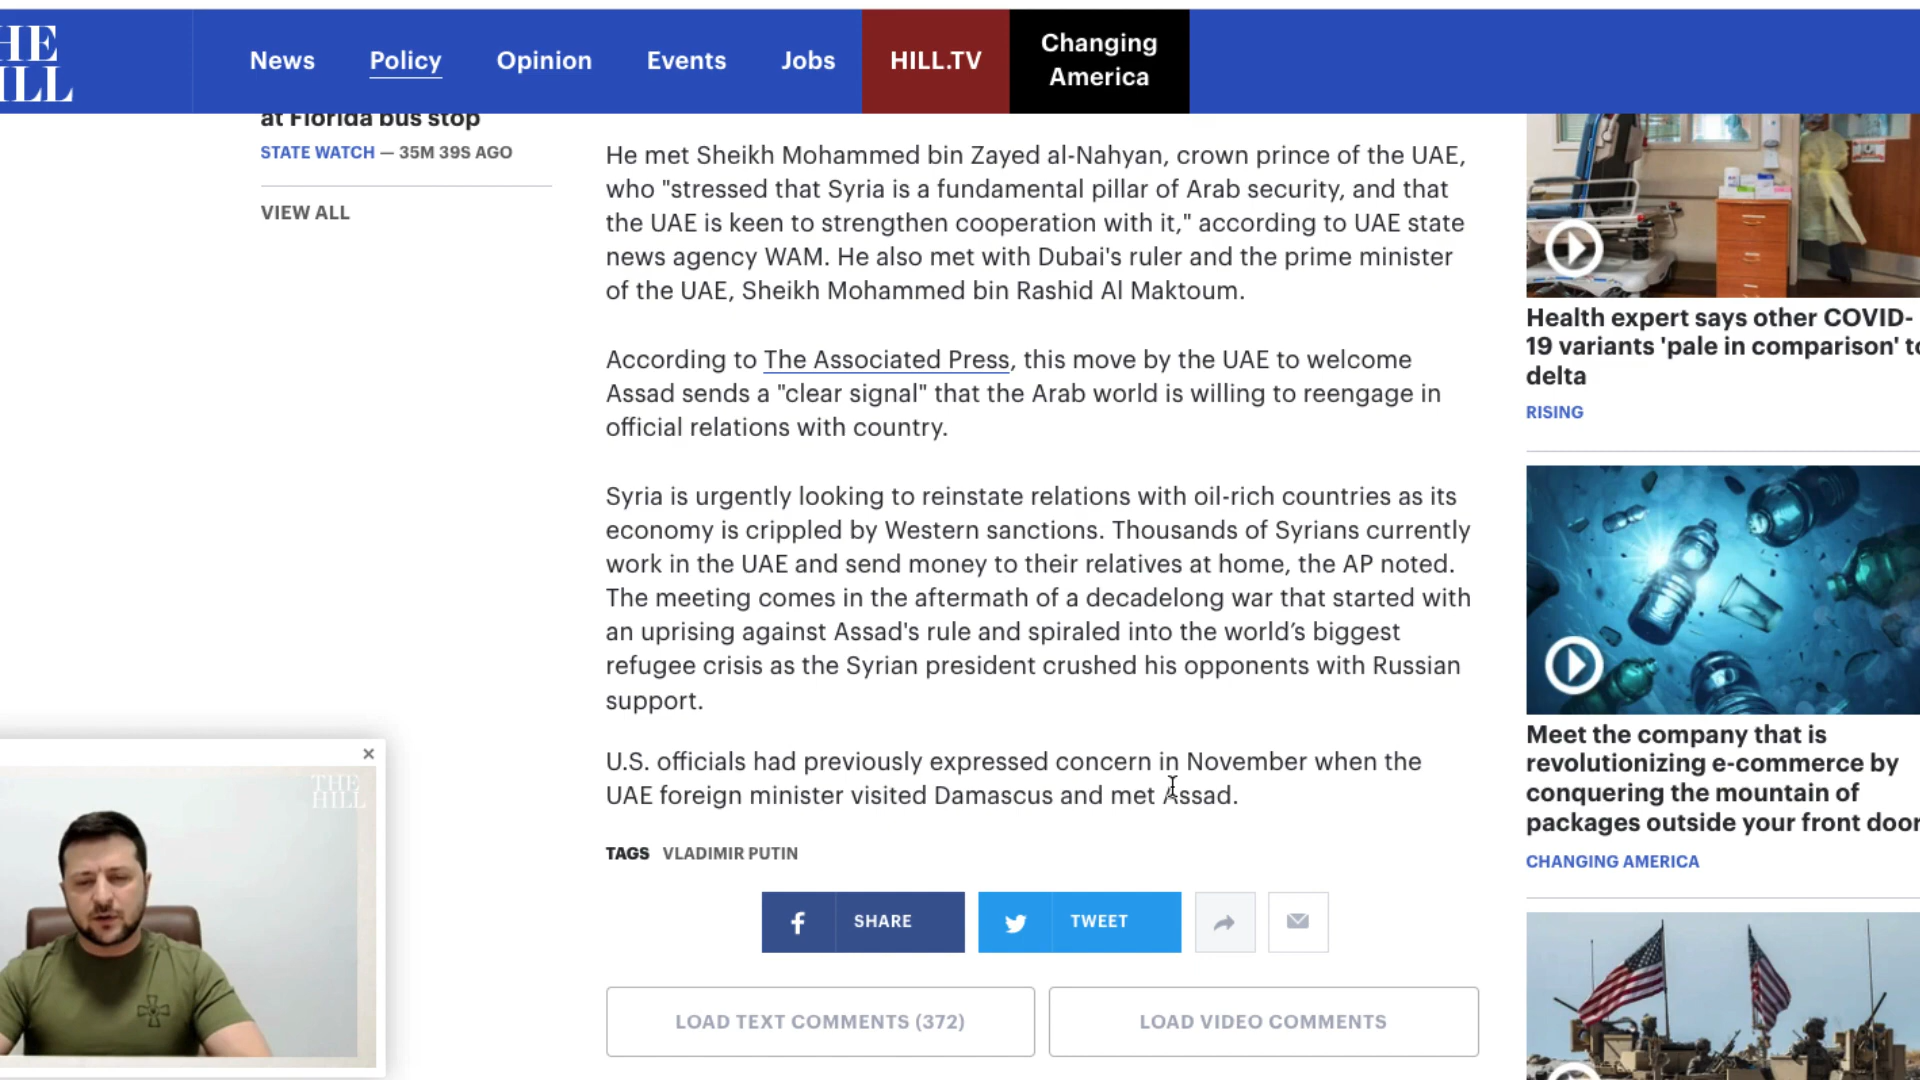 HE
ILL
News
Policy
Opinion
Events
Jobs
HILL.TV
Changing
America
at Florida bus stop
STATE WATCH — 35M 39S AGO
VIEW ALL
He met Sheikh Mohammed bin Zayed al-Nahyan, crown prince of the UAE,
who "stressed that Syria is a fundamental pillar of Arab security, and that
the UAE is keen to strengthen cooperation with it," according to UAE state
news agency WAM. He also met with Dubai's ruler and the prime minister
of the UAE, Sheikh Mohammed bin Rashid Al Maktoum.
According to The Associated Press, this move by the UAE to welcome
Assad sends a "clear signal" that the Arab world is willing to reengage in
official relations with country.
Syria is urgently looking to reinstate relations with oil-rich countries as its
economy is crippled by Western sanctions. Thousands of Syrians currently
work in the UAE and send money to their relatives at home, the AP noted.
The meeting comes in the aftermath of a decadelong war that started with
an uprising against Assad's rule and spiraled into the world’s biggest
refugee crisis as the Syrian president crushed his opponents with Russian
support.
U.S. officials had previously expressed concern in November when the
UAE foreign minister visited Damascus and met Assad.
TAGS VLADIMIR PUTIN
SHARE
TWEET
LOAD TEXT COMMENTS (372)
LOAD VIDEO COMMENTS
THE
HILL
Health expert says other COVID-
19 variants 'pale in comparison' to
delta
RISING
Meet the company that is
revolutionizing e-commerce by
conquering the mountain of
packages outside your front door
CHANGING AMERICA